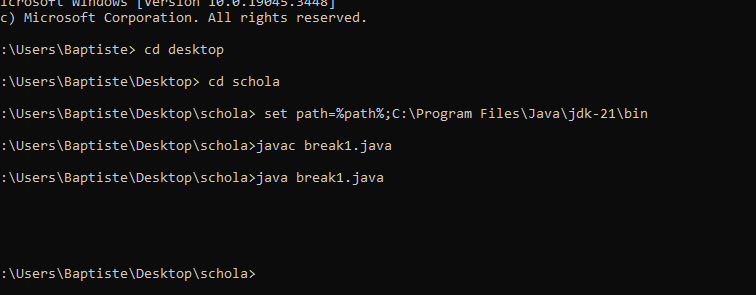 icrosoft Windows [Version 10.0.19045.3448]
c) Microsoft Corporation. All rights reserved.
:\Users\Baptiste> cd desktop
:\Users\Baptiste\Desktop> cd schola
:\Users\Baptiste\Desktop\schola> set path=%path%;C:\Program Files\Java\jdk-21\bin
:\Users\Baptiste\Desktop\schola>javac break1.java
:\Users\Baptiste\Desktop\schola>java break1.java
:\Users\Baptiste\Desktop\schola>